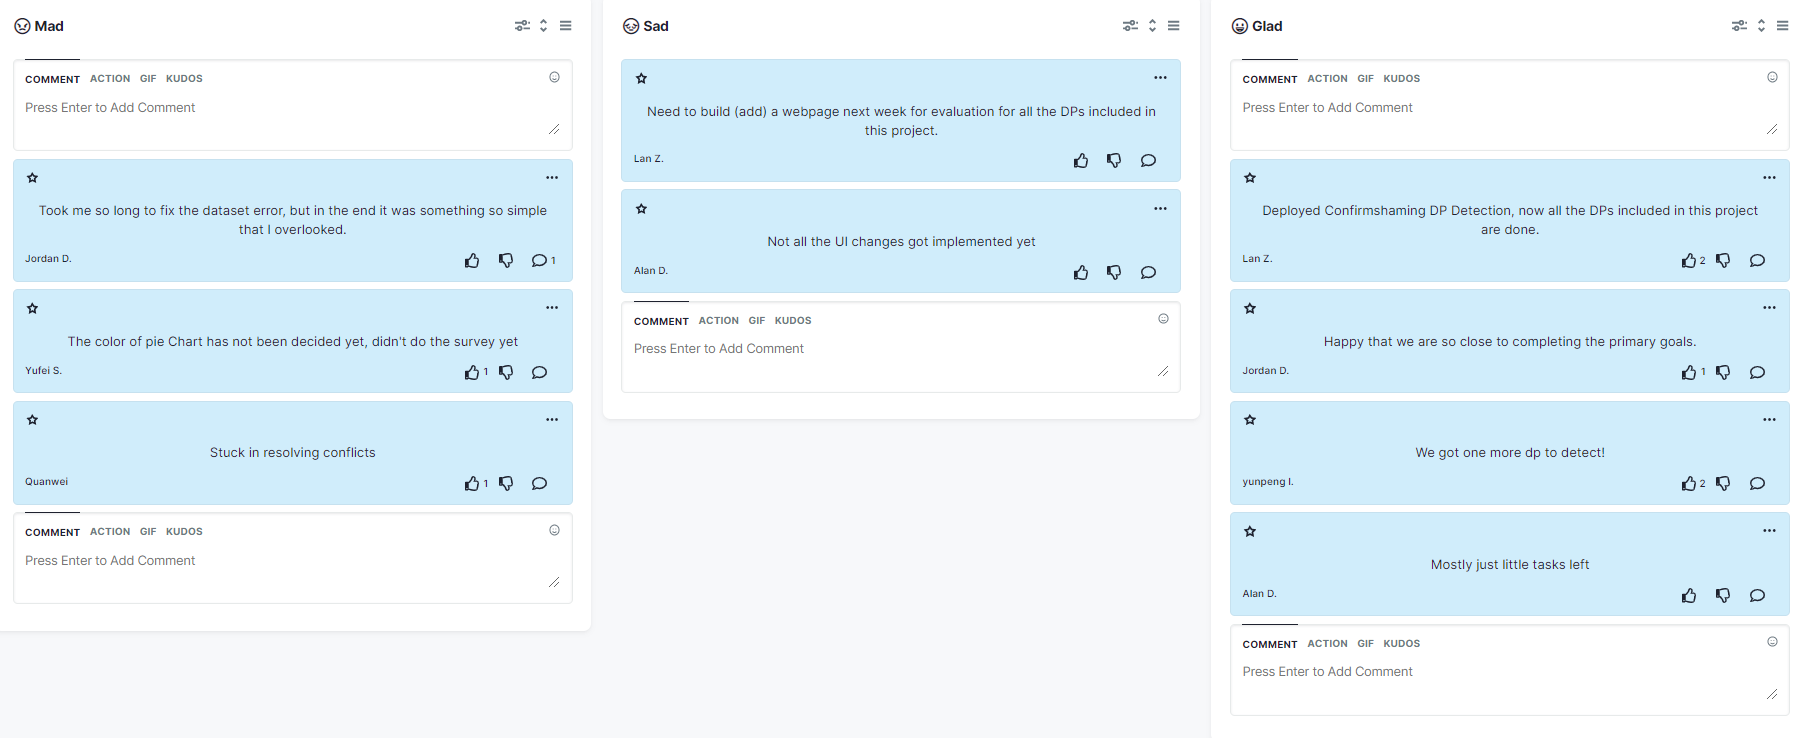 Mad
COMMENT ACTION GIF KUDOS
Press Enter to Add Comment
Took me so long to fix the dataset error, but in the end it was something so simple
that I overlooked.
Jordan D.
1
The color of pie Chart has not been decided yet, didn't do the survey yet
Yufei S.
1
Stuck in resolving conflicts
Quanwei
1
COMMENT ACTION GIF KUDOS
Press Enter to Add Comment
Sad
Need to build (add) a webpage next week for evaluation for all the DPs included in
this project.
Lan Z.
Not all the UI changes got implemented yet
Alan D.
COMMENT ACTION GIF KUDOS
Press Enter to Add Comment
Glad
COMMENT ACTION GIF KUDOS
Press Enter to Add Comment
Deployed Confirmshaming DP Detection, now all the DPs included in this project
are done.
Lan Z.
2
Happy that we are so close to completing the primary goals.
Jordan D.
1
We got one more dp to detect!
yunpeng l.
2
Mostly just little tasks left
Alan D.
COMMENT ACTION GIF KUDOS
Press Enter to Add Comment